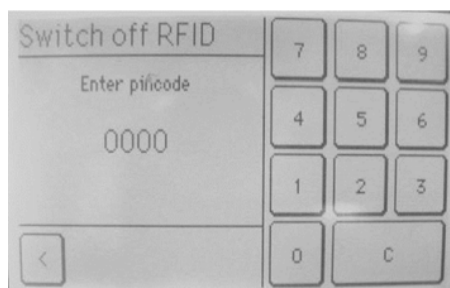 Switch off RFID
Enter pincode
0000
<
7 8 9
4 5 6
1 2 3
0 C